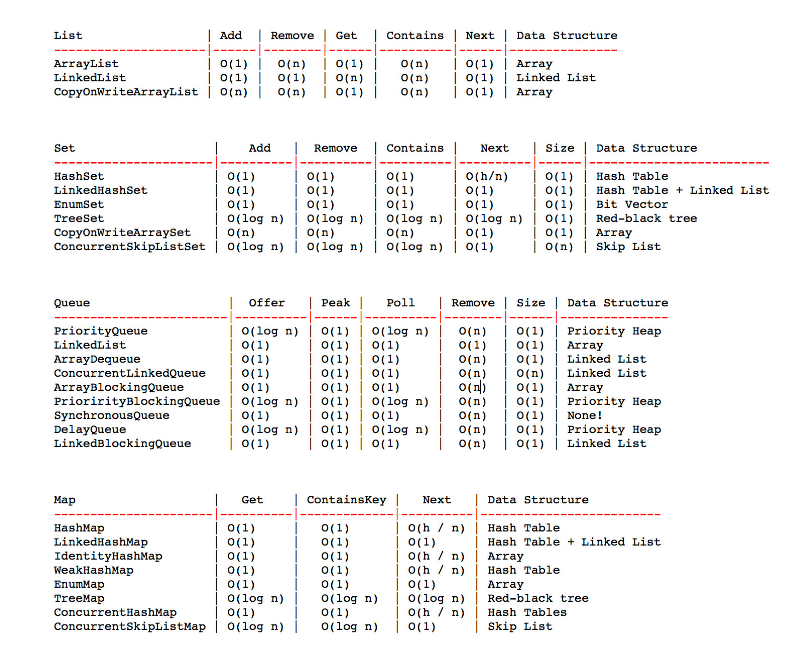 List | Add | Remove | Get | Contains | Next | Data Structure
---------------------|------|--------|------|----------|------|---------------
ArrayList | O(1) | O(n) | O(1) | O(n) | O(1) | Array
LinkedList | O(1) | O(1) | O(n) | O(n) | O(1) | Linked List
CopyOnWriteArrayList | O(n) | O(n) | O(1) | O(n) | O(1) | Array
Set | Add | Remove | Contains | Next | Size | Data Structure
----------------------|----------|----------|----------|----------|------|-------------------------
HashSet | O(1) | O(1) | O(1) | O(h/n) | O(1) | Hash Table
LinkedHashSet | O(1) | O(1) | O(1) | O(1) | O(1) | Hash Table + Linked List
EnumSet | O(1) | O(1) | O(1) | O(1) | O(1) | Bit Vector
TreeSet | O(log n) | O(log n) | O(log n) | O(log n) | O(1) | Red-black tree
CopyOnWriteArraySet | O(n) | O(n) | O(n) | O(1) | O(1) | Array
ConcurrentSkipListSet | O(log n) | O(log n) | O(log n) | O(1) | O(n) | Skip List
Queue | Offer | Peak | Poll | Remove | Size | Data Structure
------------------------|----------|------|----------|--------|------|---------------
PriorityQueue | O(log n) | O(1) | O(log n) | O(n) | O(1) | Priority Heap
LinkedList | O(1) | O(1) | O(1) | O(1) | O(1) | Array
ArrayDequeue | O(1) | O(1) | O(1) | O(n) | O(1) | Linked List
ConcurrentLinkedQueue | O(1) | O(1) | O(1) | O(n) | O(n) | Linked List
ArrayBlockingQueue | O(1) | O(1) | O(1) | O(n) | O(1) | Array
PriorirityBlockingQueue | O(log n) | O(1) | O(log n) | O(n) | O(1) | Priority Heap
SynchronousQueue | O(1) | O(1) | O(1) | O(n) | O(1) | None!
DelayQueue | O(log n) | O(1) | O(log n) | O(n) | O(1) | Priority Heap
LinkedBlockingQueue | O(1) | O(1) | O(1) | O(n) | O(1) | Linked List
Map | Get | ContainsKey | Next | Data Structure
----------------------|----------|-------------|----------|-------------------------
HashMap | O(1) | O(1) | O(h / n) | Hash Table
LinkedHashMap | O(1) | O(1) | O(1) | Hash Table + Linked List
IdentityHashMap | O(1) | O(1) | O(h / n) | Array
WeakHashMap | O(1) | O(1) | O(h / n) | Hash Table
EnumMap | O(1) | O(1) | O(1) | Array
TreeMap | O(log n) | O(log n) | O(log n) | Red-black tree
ConcurrentHashMap | O(1) | O(1) | O(h / n) | Hash Tables
ConcurrentSkipListMap | O(log n) | O(log n) | O(1) | Skip List